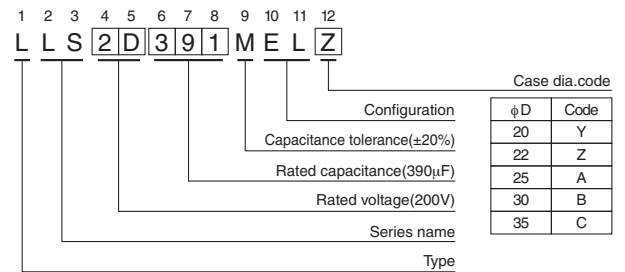 1 2 3 4 5 6 7 8 9 10 11 12
L L S 2 D 3 9 1 M E L Z
Case dia.code
Configuration
Capacitance tolerance(±20%)
Rated capacitance(390μF)
Rated voltage(200V)
Series name
Type
φD Code
20 Y
22 Z
25 A
30 B
35 C